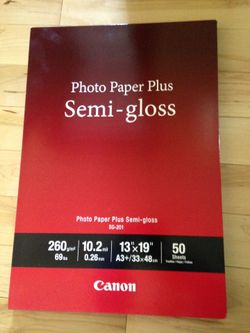 Photo Paper Plus
Semi-gloss
Photo Paper Plus Semi-gloss
SG-201
260g/m² 10.2mil 13"x19" 50
69lbs 0.26mm A3+/33x48cm Sheets
Canon